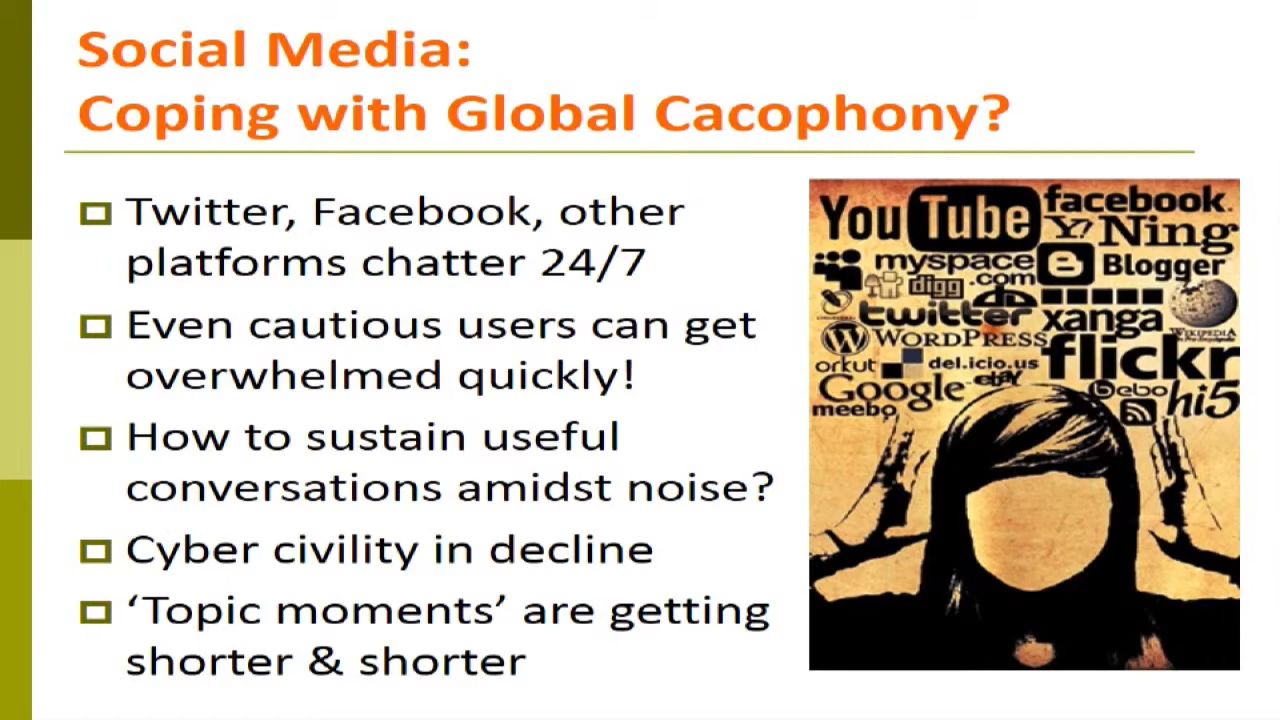 Social Media:
Coping with Global Cacophony?
Twitter, Facebook, other
platforms chatter 24/7
Even cautious users can get
overwhelmed quickly!
How to sustain useful
conversations amidst noise?
Cyber civility in decline
‘Topic moments’ are getting
shorter & shorter
YouTube facebook.
Y! Ning
myspace Blogger
digg .com
twitter xanga
WIKIPEDIA
WORDPRESS
orkut del.icio.us flickr
Google ebay bebo hi5
meebo